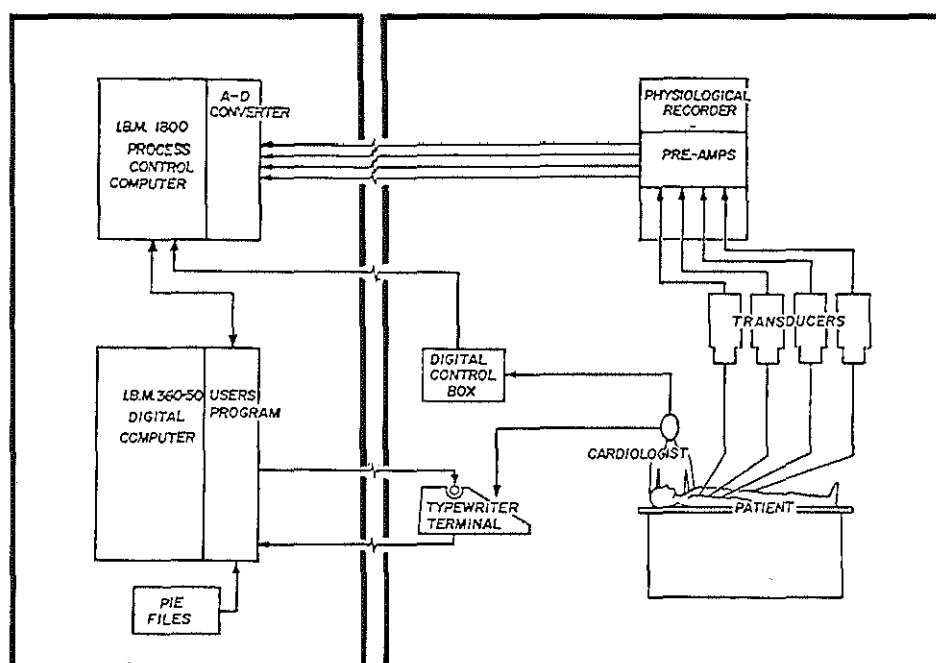 A-D
CONVERTER
I.B.M. 1800
PROCESS
CONTROL
COMPUTER
PHYSIOLOGICAL
RECORDER
PRE-AMPS
TRANSDUCERS
DIGITAL
CONTROL
BOX
I.B.M. 360-50
DIGITAL
COMPUTER
USERS
PROGRAM
CARDIOLOGIST
TYPEWRITER
TERMINAL
PATIENT
PIE
FILES